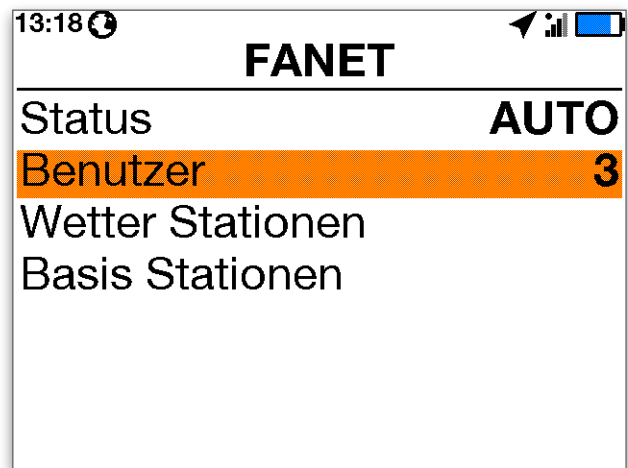 13:18
FANET
Status AUTO
Benutzer 3
Wetter Stationen
Basis Stationen